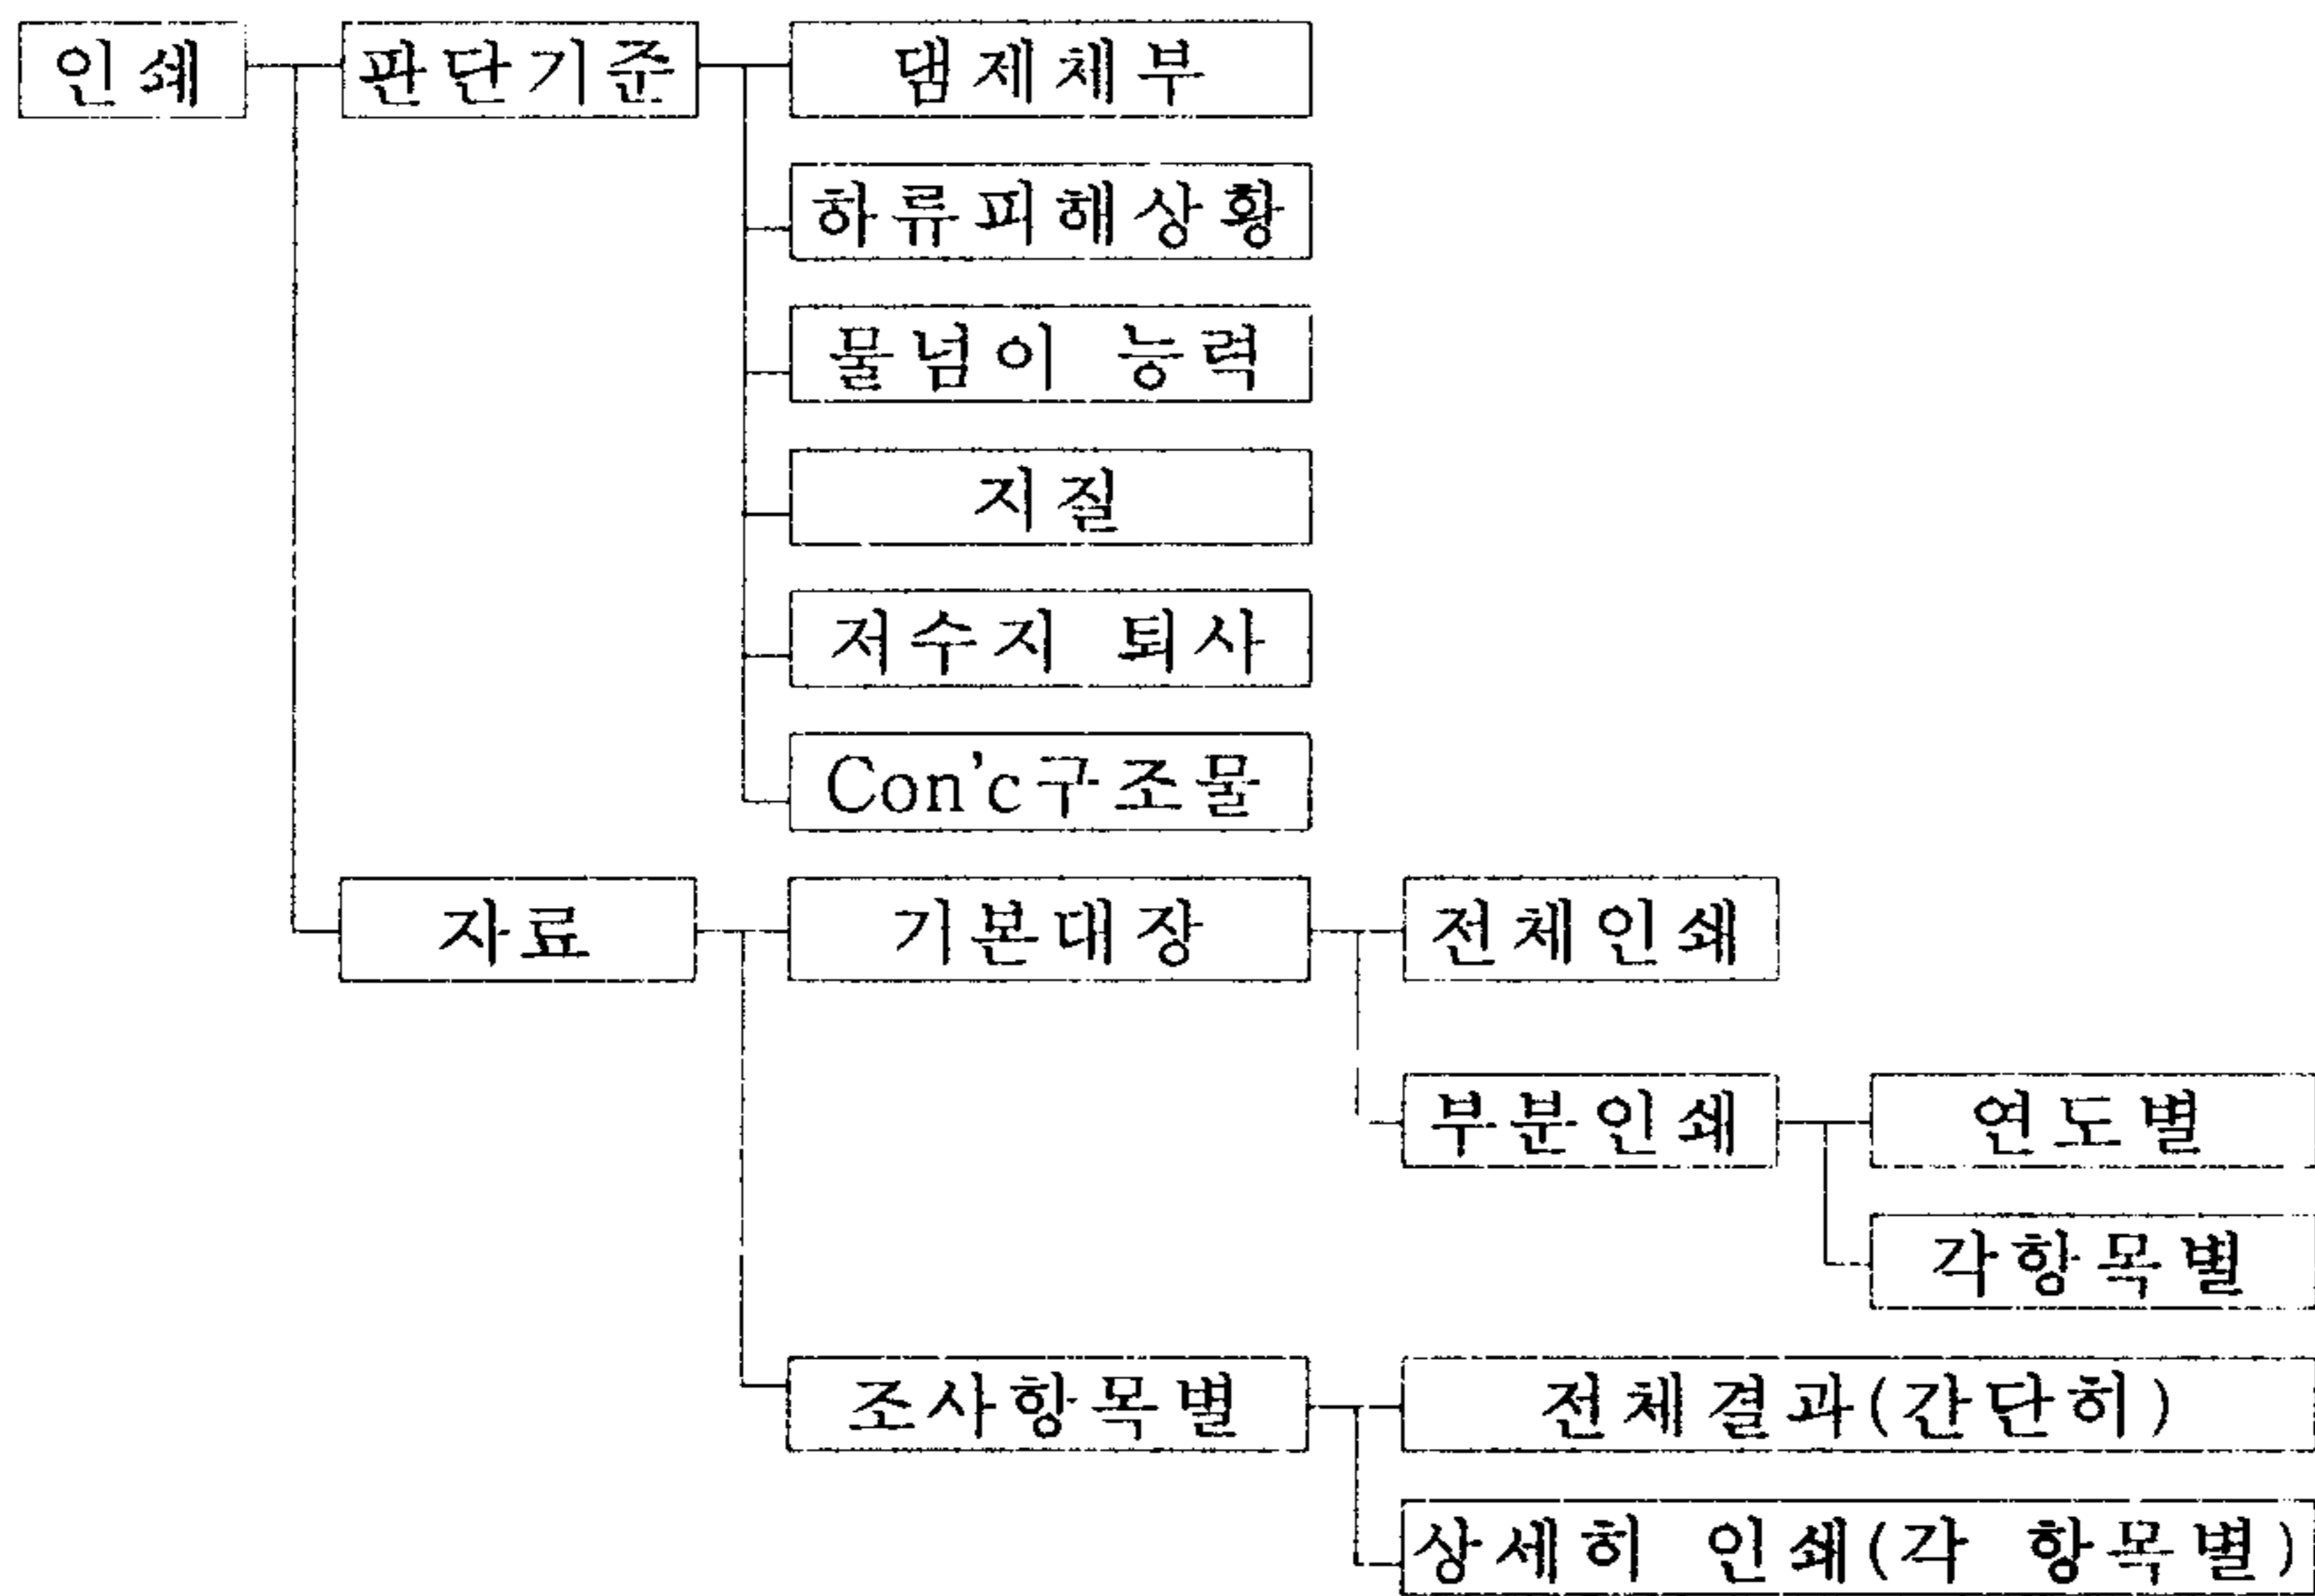 인쇄 판단기준 댐제체부
하류피해상황
물넘이 능력
지질
저수지 퇴사
Con'c구조물
자료 기본대장 전체인쇄
부분인쇄 연도별
각항목별
조사항목별 전체결과(간단히)
상세히 인쇄(각 항목별)